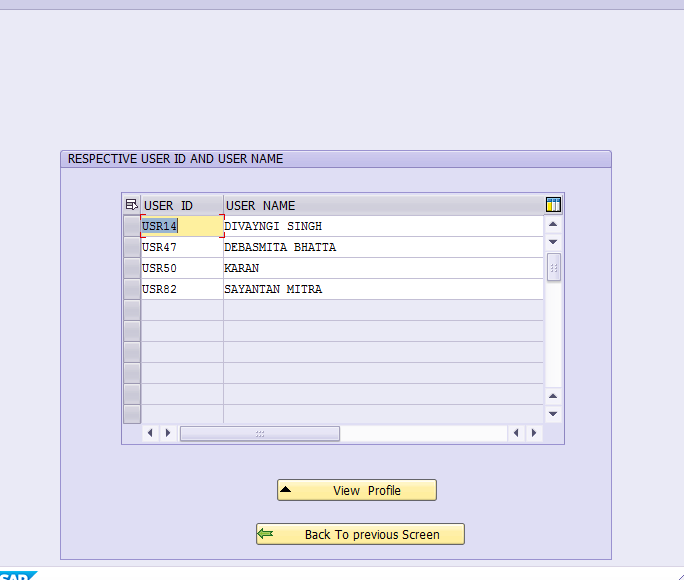 RESPECTIVE USER ID AND USER NAME
USER ID USER NAME
USR14 DIVAYNGI SINGH
USR47 DEBASMITA BHATTA
USR50 KARAN
USR82 SAYANTAN MITRA
View Profile
Back To previous Screen
SAP